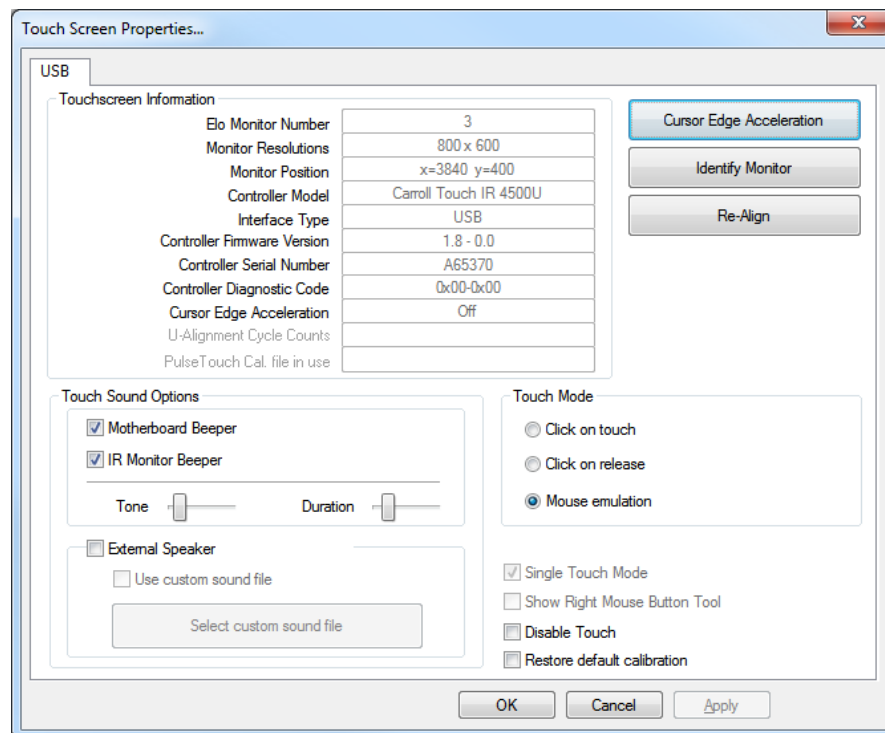 Touch Screen Properties...
USB
Touchscreen Information
Elo Monitor Number 3
Monitor Resolutions 800 x 600
Monitor Position x=3840 y=400
Controller Model Carroll Touch IR 4500U
Interface Type USB
Controller Firmware Version 1.8 - 0.0
Controller Serial Number A65370
Controller Diagnostic Code 0x00-0x00
Cursor Edge Acceleration Off
U-Alignment Cycle Counts
PulseTouch Cal. file in use
Cursor Edge Acceleration
Identify Monitor
Re-Align
Touch Sound Options
Motherboard Beeper
IR Monitor Beeper
Tone Duration
External Speaker
Use custom sound file
Select custom sound file
Touch Mode
Click on touch
Click on release
Mouse emulation
Single Touch Mode
Show Right Mouse Button Tool
Disable Touch
Restore default calibration
OK Cancel Apply